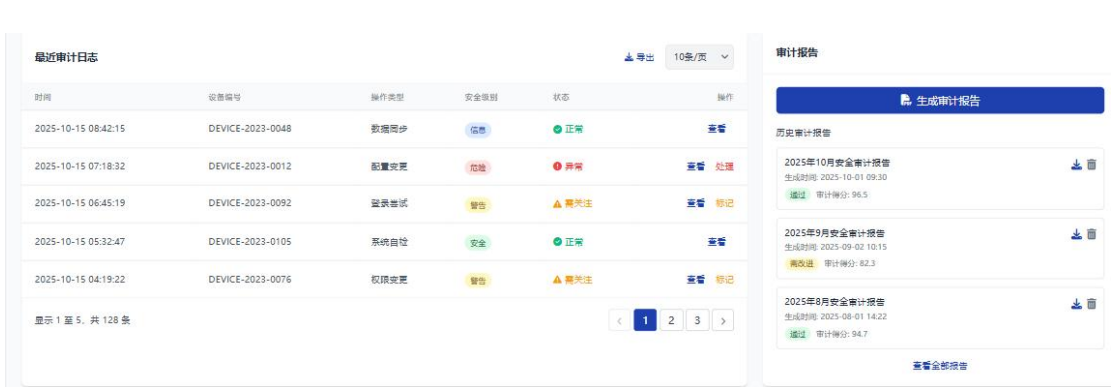 最近审计日志
导出 10条/页
时间 设备编号 操作类型 安全级别 状态 操作
2025-10-15 08:42:15 DEVICE-2023-0048 数据同步 信息 正常 查看
2025-10-15 07:18:32 DEVICE-2023-0012 配置变更 危险 异常 查看 处理
2025-10-15 06:45:19 DEVICE-2023-0092 登录尝试 警告 需关注 查看 标记
2025-10-15 05:32:47 DEVICE-2023-0105 系统自检 安全 正常 查看
2025-10-15 04:19:22 DEVICE-2023-0076 权限变更 警告 需关注 查看 标记
显示 1 至 5，共 128 条
1 2 3
审计报告
生成审计报告
历史审计报告
2025年10月安全审计报告
生成时间: 2025-10-01 09:30
通过 审计得分: 96.5
2025年9月安全审计报告
生成时间: 2025-09-02 10:15
需改进 审计得分: 82.3
2025年8月安全审计报告
生成时间: 2025-08-01 14:22
通过 审计得分: 94.7
查看全部报告